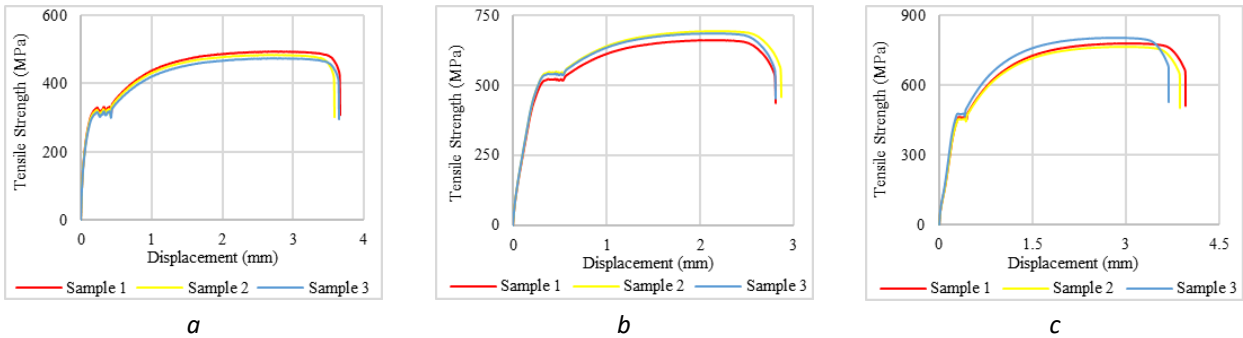 600
400
200
0
Tensile Strength (MPa)
0 1 2 3 4
Displacement (mm)
Sample 1 Sample 2 Sample 3
a
750
500
250
0
Tensile Strength (MPa)
0 1 2 3
Displacement (mm)
Sample 1 Sample 2 Sample 3
b
900
600
300
0
Tensile Strength (MPa)
0 1.5 3 4.5
Displacement (mm)
Sample 1 Sample 2 Sample 3
c